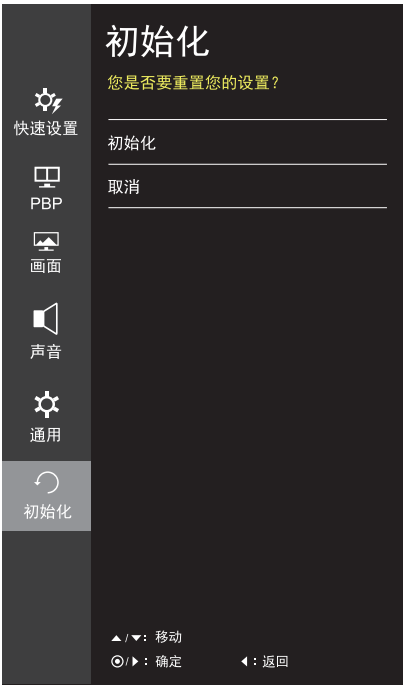 初始化
您是否要重置您的设置?
初始化
取消
快速设置
PBP
画面
声音
通用
初始化
▲/▼: 移动
⦿/▶: 确定 ◀: 返回